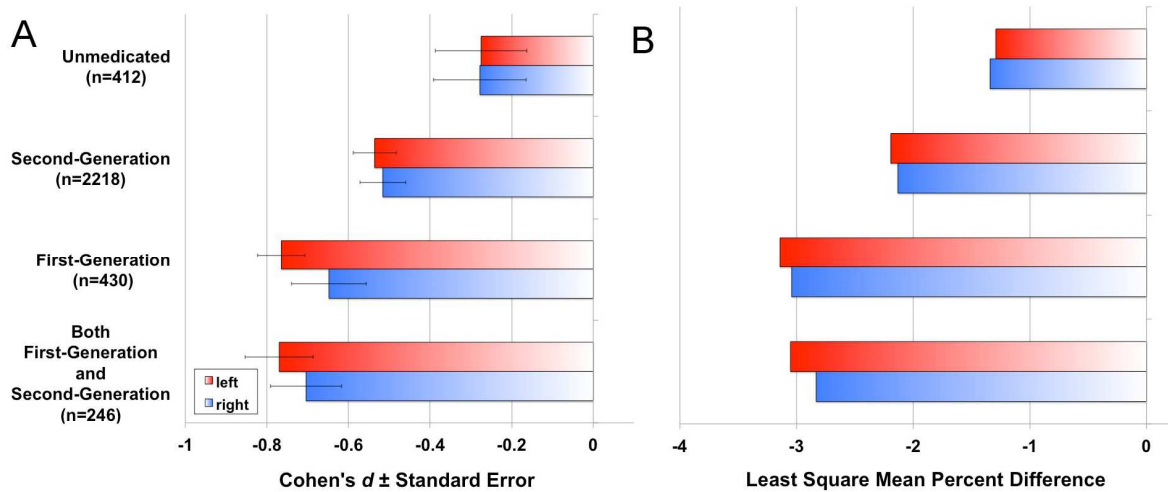 A
Unmedicated
(n=412)
Second-Generation
(n=2218)
First-Generation
(n=430)
Both
First-Generation
and
Second-Generation
(n=246)
left
right
-1
-0.8
-0.6
-0.4
-0.2
0
Cohen's d ± Standard Error
B
-4
-3
-2
-1
0
Least Square Mean Percent Difference